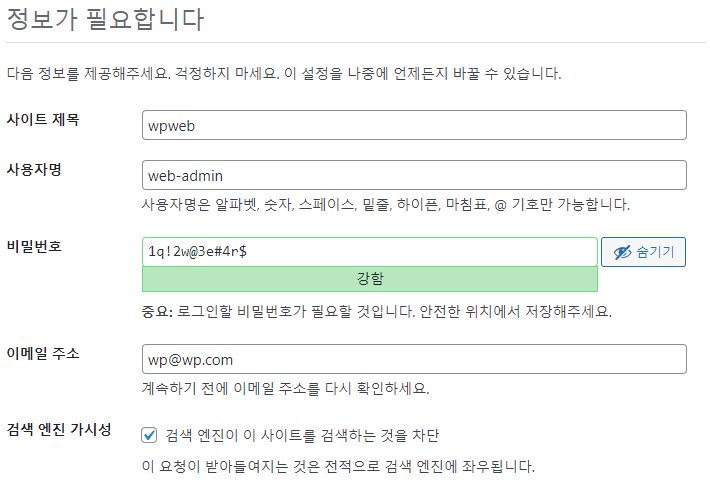 정보가 필요합니다
다음 정보를 제공해주세요. 걱정하지 마세요. 이 설정을 나중에 언제든지 바꿀 수 있습니다.
사이트 제목
wpweb
사용자명
web-admin
사용자명은 알파벳, 숫자, 스페이스, 밑줄, 하이픈, 마침표, @ 기호만 가능합니다.
비밀번호
1q!2w@3e#4r$
숨기기
강함
중요: 로그인할 비밀번호가 필요할 것입니다. 안전한 위치에서 저장해주세요.
이메일 주소
wp@wp.com
계속하기 전에 이메일 주소를 다시 확인하세요.
검색 엔진 가시성
검색 엔진이 이 사이트를 검색하는 것을 차단
이 요청이 받아들여지는 것은 전적으로 검색 엔진에 좌우됩니다.